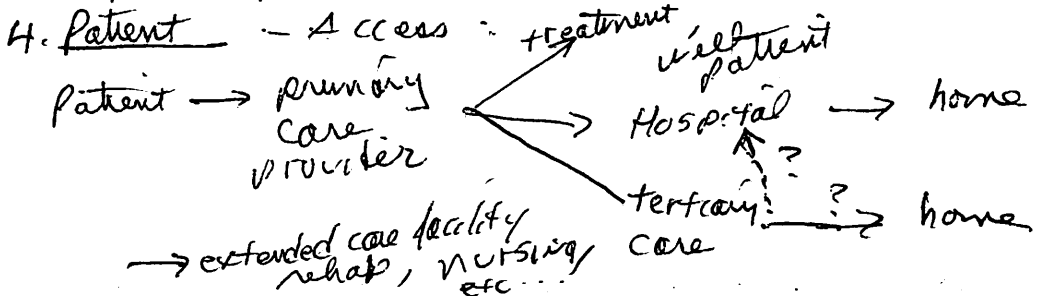 4. Patient - Access : treatment
well patient
Patient → primary care provider
Hospital → home
?
tertiary care ? → home
→ extended care facility
rehab, nursing,
etc...